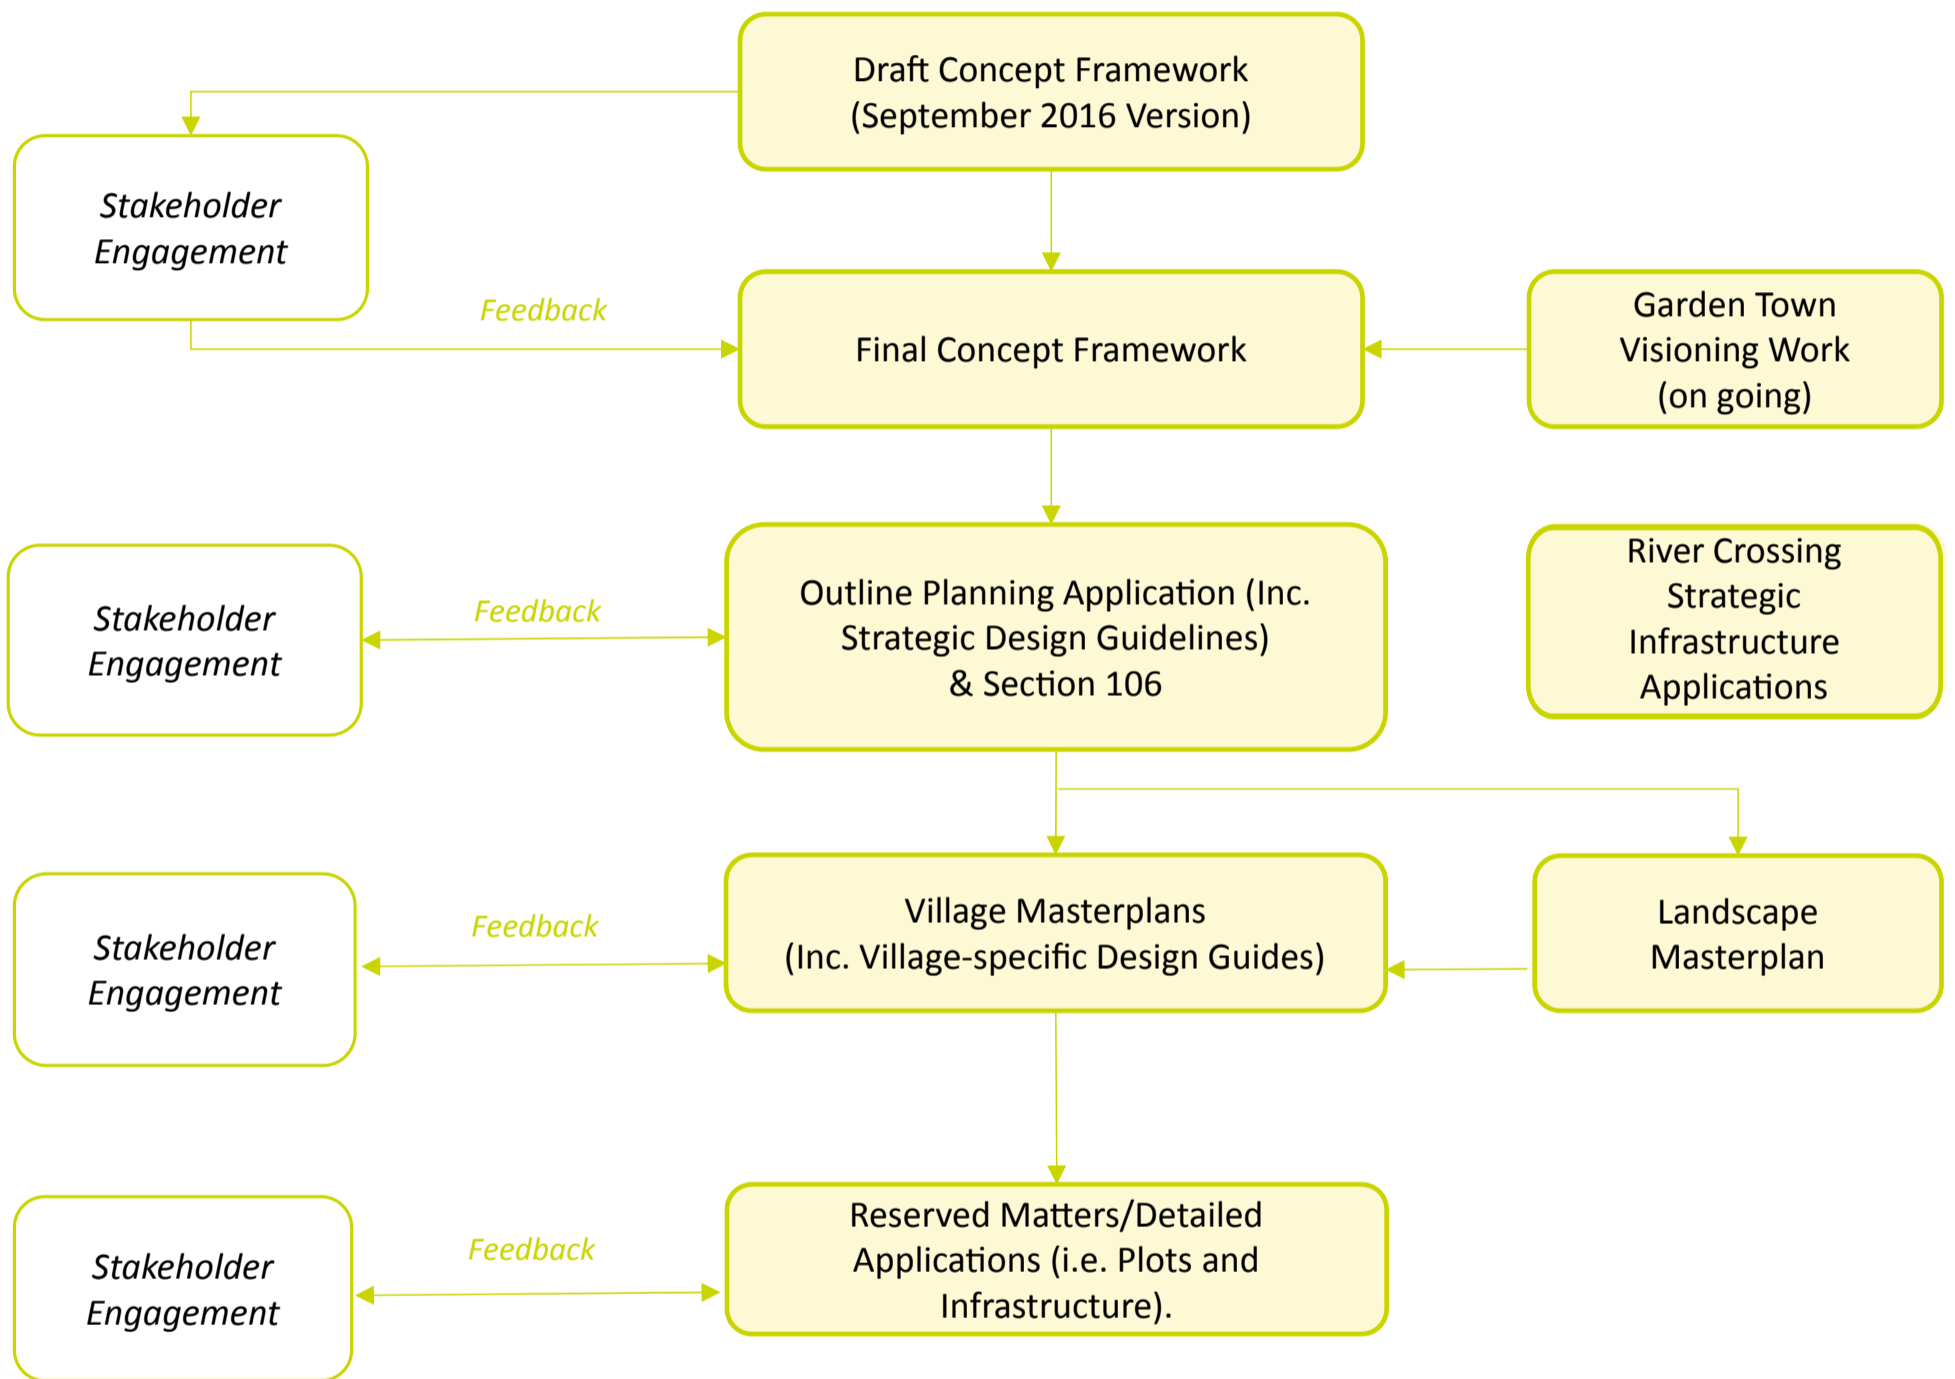 Draft Concept Framework
(September 2016 Version)
Stakeholder
Engagement
Feedback
Final Concept Framework
Garden Town
Visioning Work
(on going)
Stakeholder
Engagement
Feedback
Outline Planning Application (Inc.
Strategic Design Guidelines)
& Section 106
River Crossing
Strategic
Infrastructure
Applications
Stakeholder
Engagement
Feedback
Village Masterplans
(Inc. Village-specific Design Guides)
Landscape
Masterplan
Stakeholder
Engagement
Feedback
Reserved Matters/Detailed
Applications (i.e. Plots and
Infrastructure).